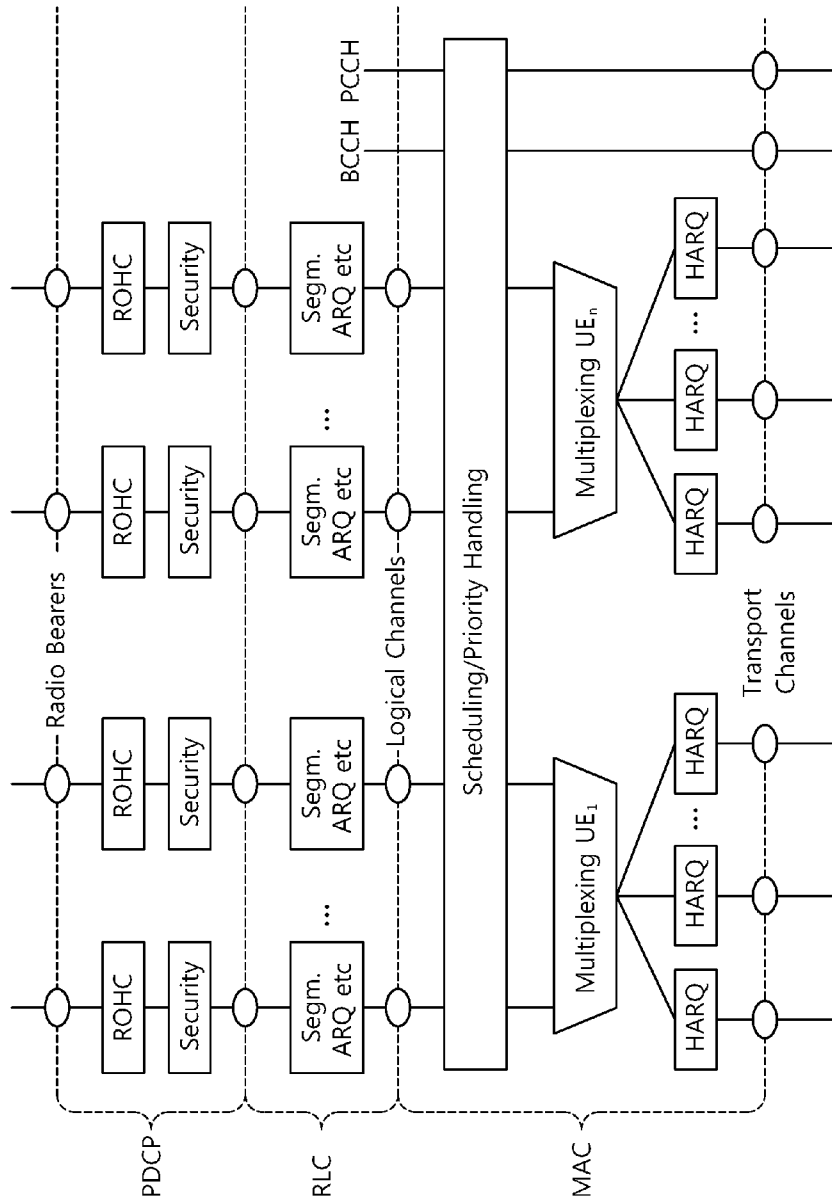 Radio Bearers
PDCP
ROHC
ROHC
ROHC
ROHC
Security
Security
Security
Security
RLC
Segm.
ARQ etc
...
Segm.
ARQ etc
Segm.
ARQ etc
...
Segm.
ARQ etc
BCCH
PCCH
Logical Channels
MAC
Scheduling/Priority Handling
Multiplexing UE₁
Multiplexing UEₙ
HARQ
HARQ
...
HARQ
HARQ
HARQ
...
HARQ
Transport
Channels